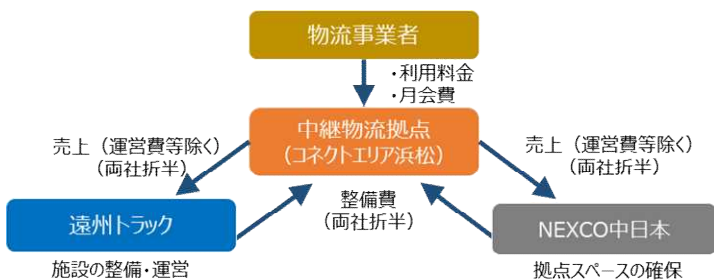 物流事業者
・利用料金
・月会費
中継物流拠点
(コネクトエリア浜松)
売上（運営費等除く）
(両社折半)
売上（運営費等除く）
(両社折半)
整備費
(両社折半)
遠州トラック
NEXCO中日本
施設の整備・運営
拠点スペースの確保